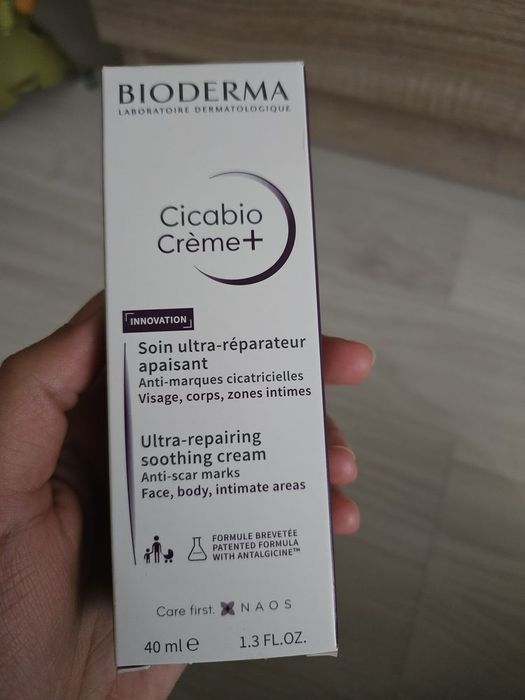 BIODERMA
LABORATOIRE DERMATOLOGIQUE
Cicabio
Crème+
INNOVATION
Soin ultra-réparateur
apaisant
Anti-marques cicatricielles
Visage, corps, zones intimes
Ultra-repairing
soothing cream
Anti-scar marks
Face, body, intimate areas
FORMULE BREVETÉE
PATENTED FORMULA
WITH ANTALGICINE™
Care first. NAOS
40 ml ℮ 1.3 FL.OZ.